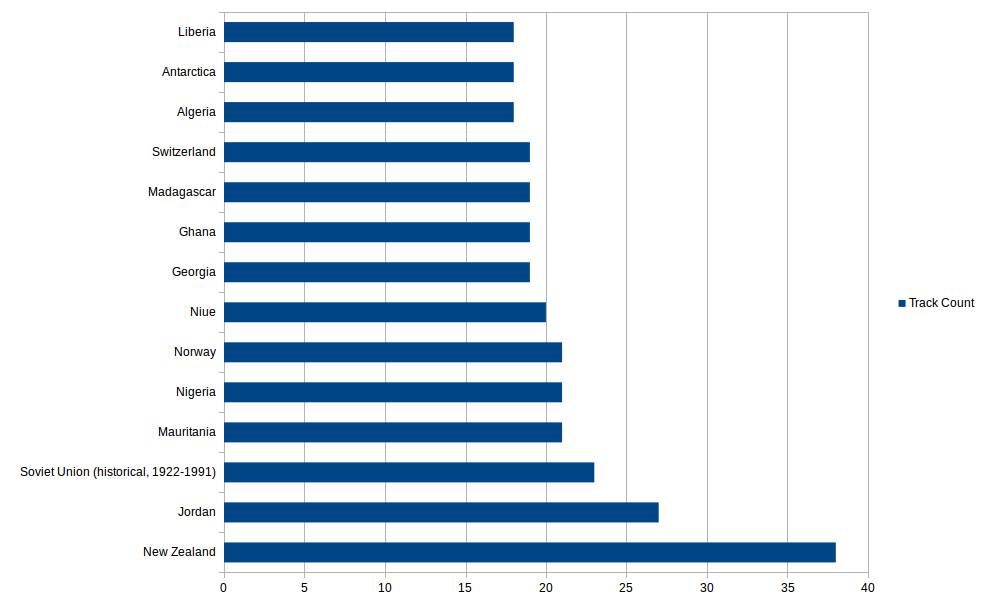 Liberia
Antarctica
Algeria
Switzerland
Madagascar
Ghana
Georgia
Niue
Norway
Nigeria
Mauritania
Soviet Union (historical, 1922-1991)
Jordan
New Zealand
0 5 10 15 20 25 30 35 40
Track Count